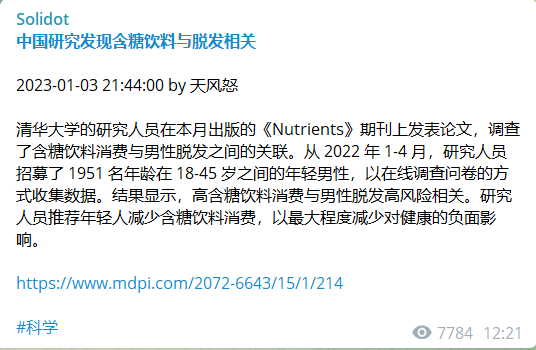 Solidot
中国研究发现含糖饮料与脱发相关
2023-01-03 21:44:00 by 天风怒
清华大学的研究人员在本月出版的《Nutrients》期刊上发表论文，调查
了含糖饮料消费与男性脱发之间的关联。从 2022 年 1-4 月，研究人员
招募了 1951 名年龄在 18-45 岁之间的年轻男性，以在线调查问卷的方
式收集数据。结果显示，高含糖饮料消费与男性脱发高风险相关。研究
人员推荐年轻人减少含糖饮料消费，以最大程度减少对健康的负面影
响。
https://www.mdpi.com/2072-6643/15/1/214
#科学
7784 12:21